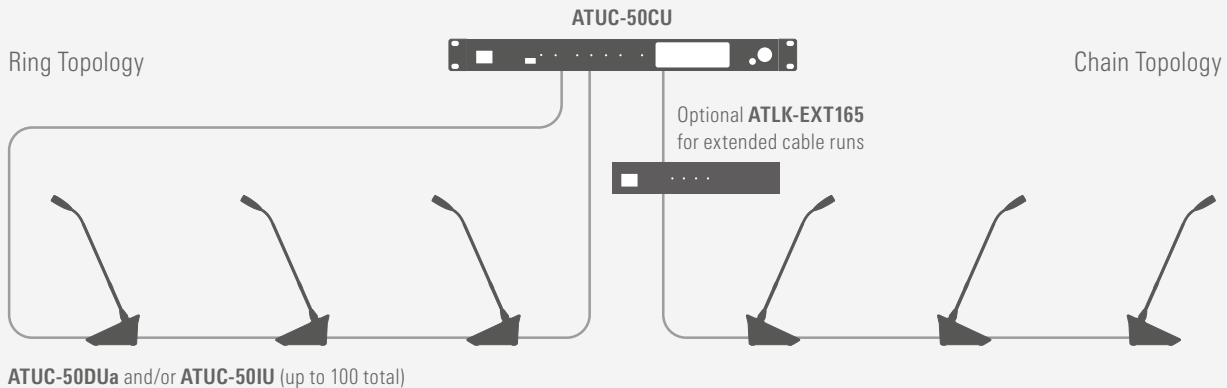 ATUC-50CU
Ring Topology
Chain Topology
Optional ATLK-EXT165
for extended cable runs
ATUC-50DUa and/or ATUC-50IU (up to 100 total)